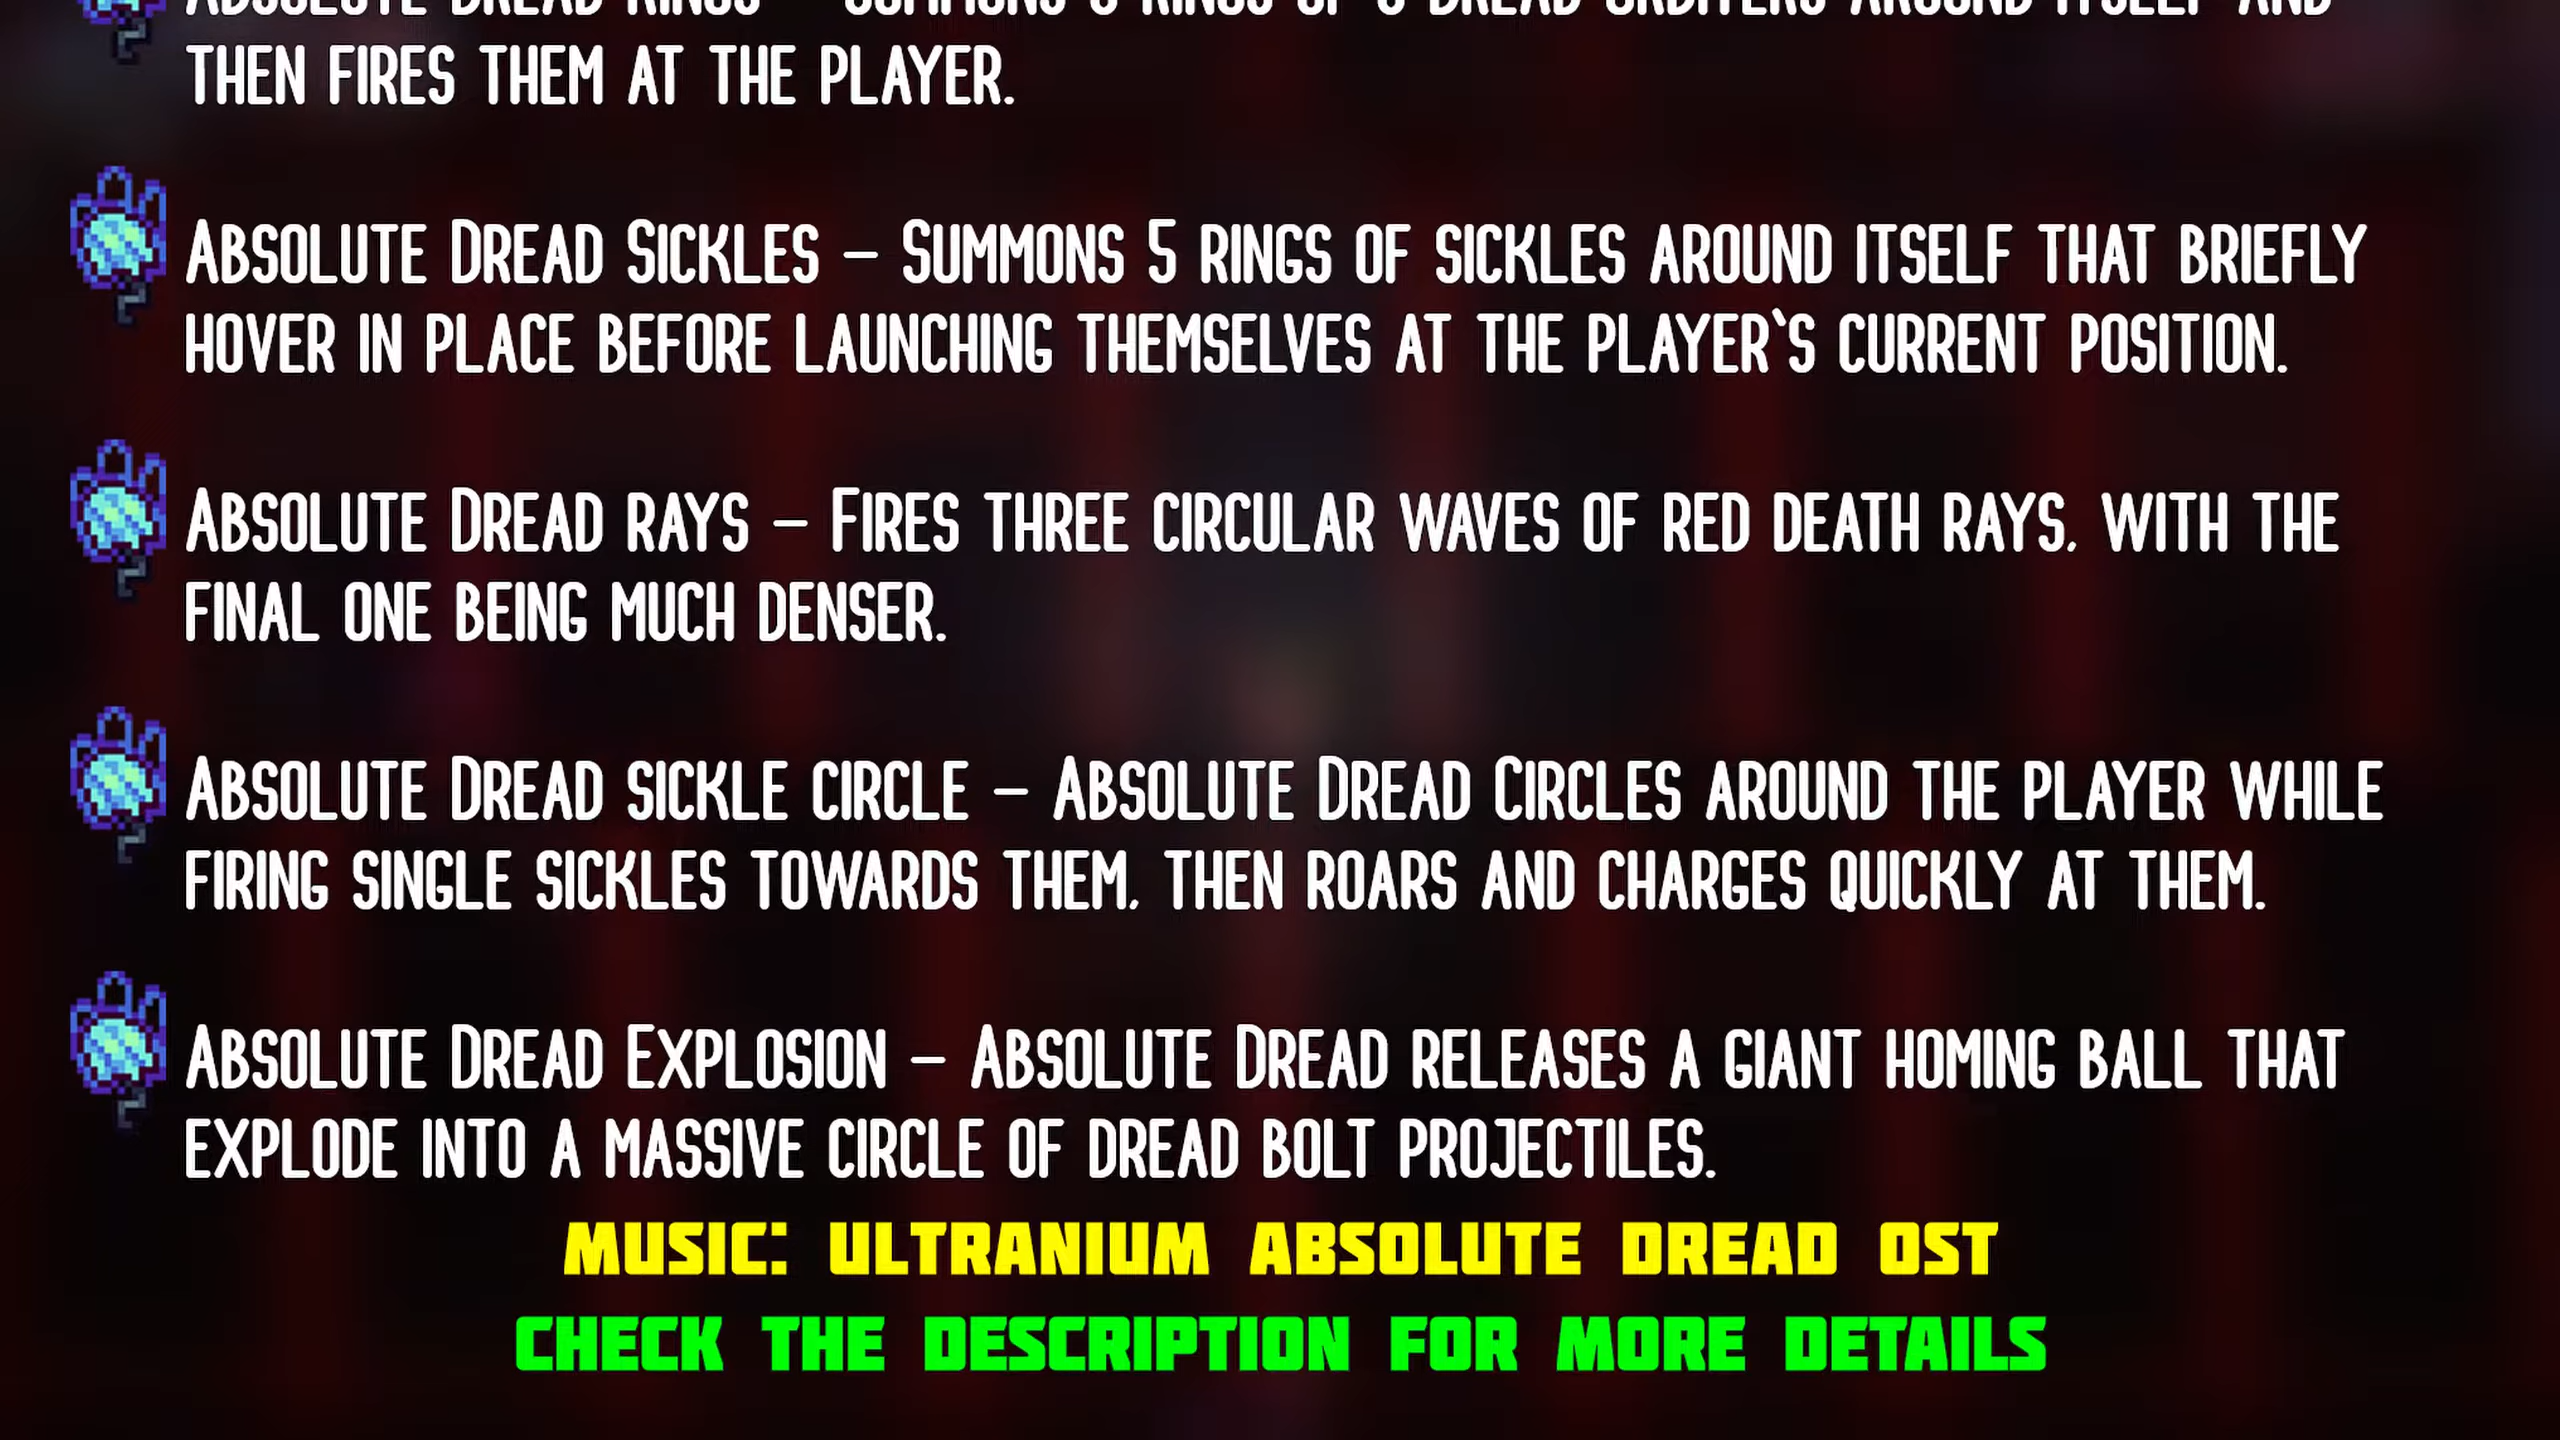 Absolute Dread Rings – Summons
THEN FIRES THEM AT THE PLAYER.
Absolute Dread Sickles – Summons 5 rings of sickles around itself that briefly
hover in place before launching themselves at the player`s current position.
Absolute Dread rays – Fires three circular waves of red death rays, with the
final one being much denser.
Absolute Dread sickle circle – Absolute Dread Circles around the player while
firing single sickles towards them, then roars and charges quickly at them.
Absolute Dread Explosion – Absolute Dread releases a giant homing ball that
explode into a massive circle of dread bolt projectiles.
MUSIC: ULTRANIUM ABSOLUTE DREAD OST
CHECK THE DESCRIPTION FOR MORE DETAILS